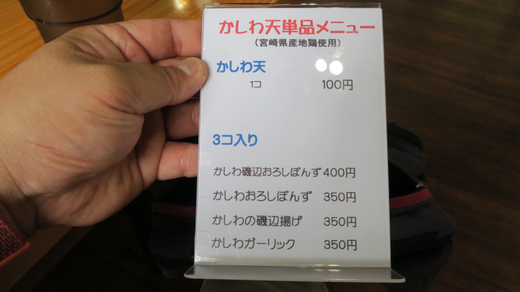 かしわ天単品メニュー
(宮崎県産地鶏使用)
かしわ天
1コ 100円
3コ入り
かしわ磯辺おろしぽんず 400円
かしわおろしぽんず 350円
かしわの磯辺揚げ 350円
かしわガーリック 350円